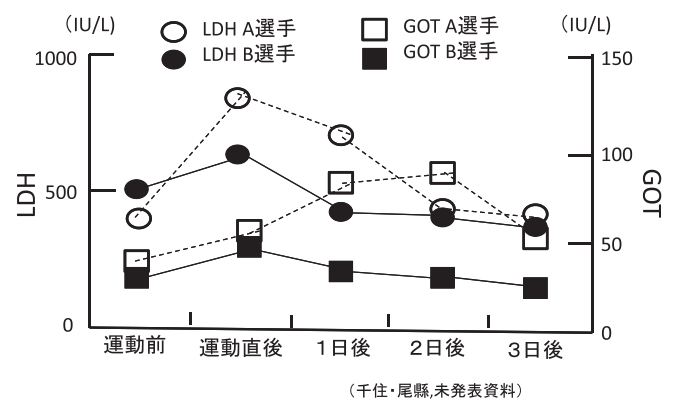 （IU/L)
LDH A選手
GOT A選手
（IU/L)
LDH B選手
GOT B選手
1000
150
100
LDH
500
GOT
50
0
0
運動前
運動直後
1日後
2日後
3日後
（千住・尾縣,未発表資料）